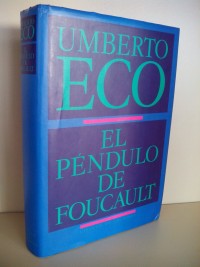 UMBERTO
ECO
EL
PÉNDULO
DE
FOUCAULT